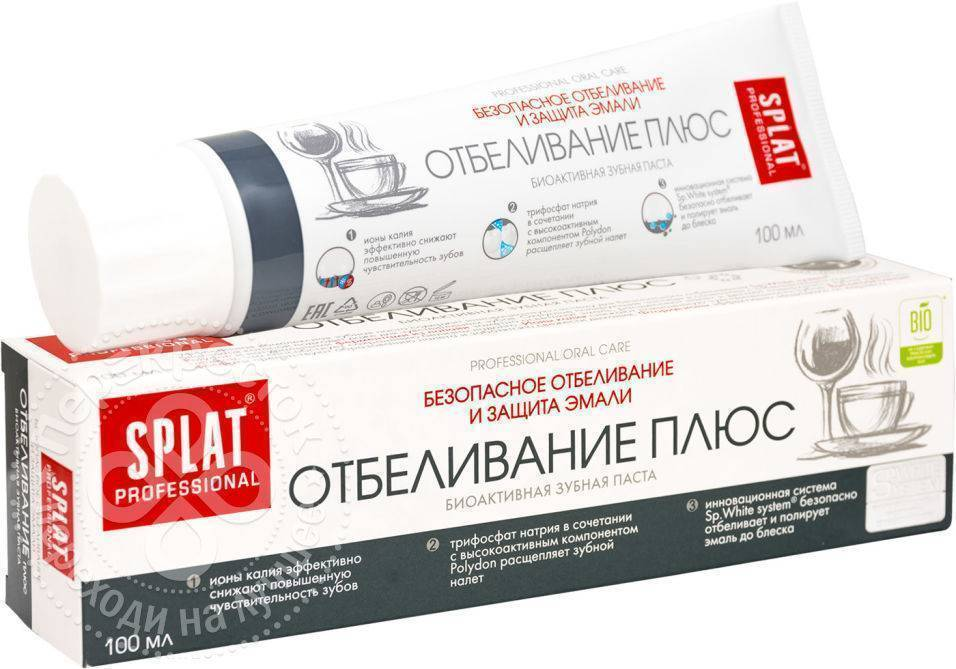 PROFESSIONAL ORAL CARE
БЕЗОПАСНОЕ ОТБЕЛИВАНИЕ
И ЗАЩИТА ЭМАЛИ
ОТБЕЛИВАНИЕ ПЛЮС
БИОАКТИВНАЯ ЗУБНАЯ ПАСТА
SPLAT
PROFESSIONAL
1
ионы калия
эффективно снижают
повышенную
чувствительность зубов
2
трифосфат натрия
в сочетании
с высокоактивным
компонентом Polydon
расщепляет зубной налет
3
инновационная система
Sp.White system®
безопасно отбеливает
и полирует эмаль
до блеска
100 МЛ
EAC
PROFESSIONAL ORAL CARE
БЕЗОПАСНОЕ ОТБЕЛИВАНИЕ
И ЗАЩИТА ЭМАЛИ
ОТБЕЛИВАНИЕ ПЛЮС
БИОАКТИВНАЯ ЗУБНАЯ ПАСТА
BIO
SPLAT®
PROFESSIONAL
1 ионы калия эффективно
снижают повышенную
чувствительность зубов
2 трифосфат натрия в сочетании
с высокоактивным компонентом
Polydon расщепляет зубной
налет
3 инновационная система
Sp.White system® безопасно
отбеливает и полирует
эмаль до блеска
100 МЛ
SPLAT
PROFESSIONAL
ОТБЕЛИВАНИЕ ПЛЮС